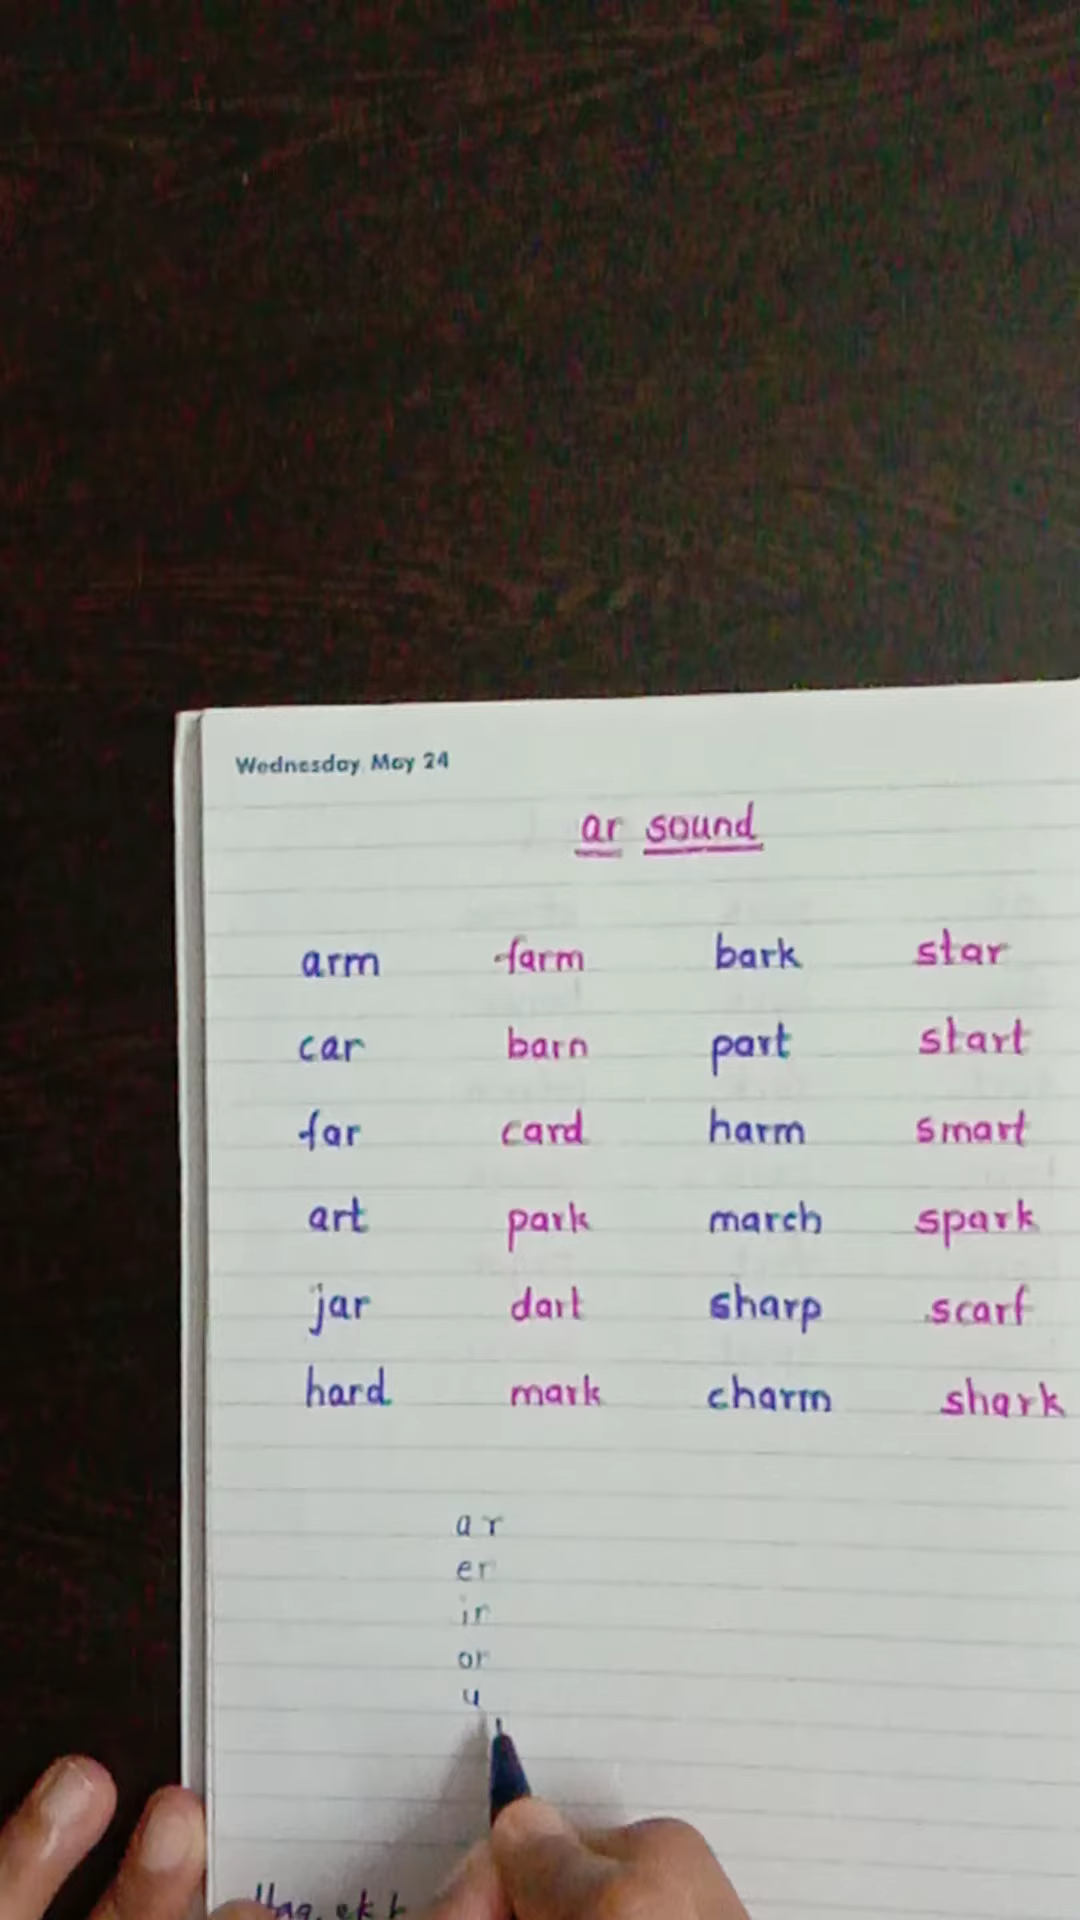 Wednesday, May 24
ar sound
arm farm bark star
car barn part start
far card harm smart
art park march spark
jar dart sharp scarf
hard mark charm shark
ar
er
ir
or
u